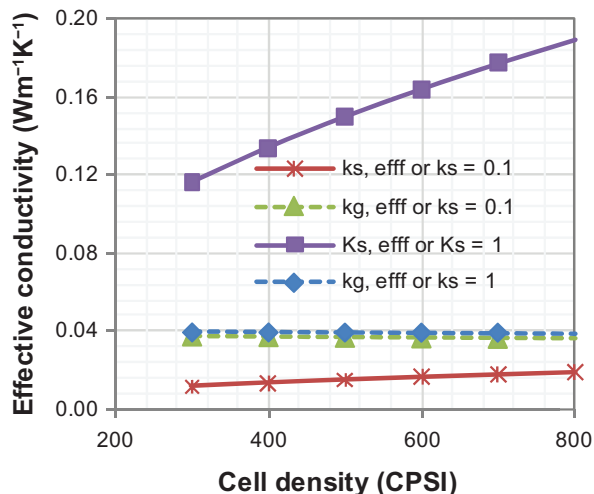 Effective conductivity (Wm⁻¹K⁻¹)
0.20
0.16
0.12
0.08
0.04
0.00
ks, efff or ks = 0.1
kg, efff or ks = 0.1
Ks, efff or Ks = 1
kg, efff or ks = 1
200 400 600 800
Cell density (CPSI)